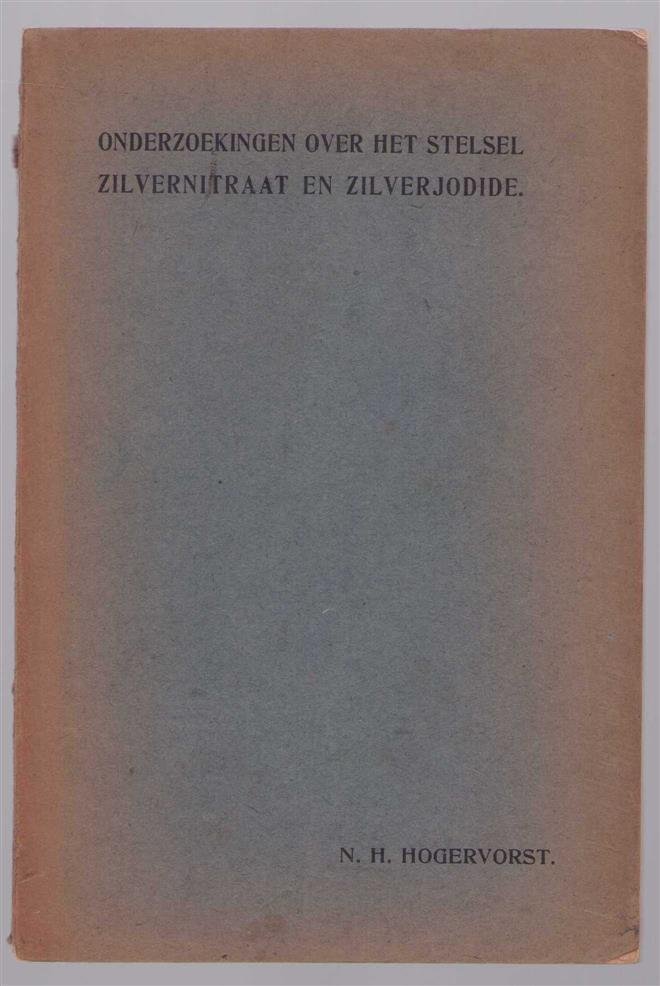 ONDERZOEKINGEN OVER HET STELSEL
ZILVERNITRAAT EN ZILVERJODIDE.
N. H. HOGERVORST.